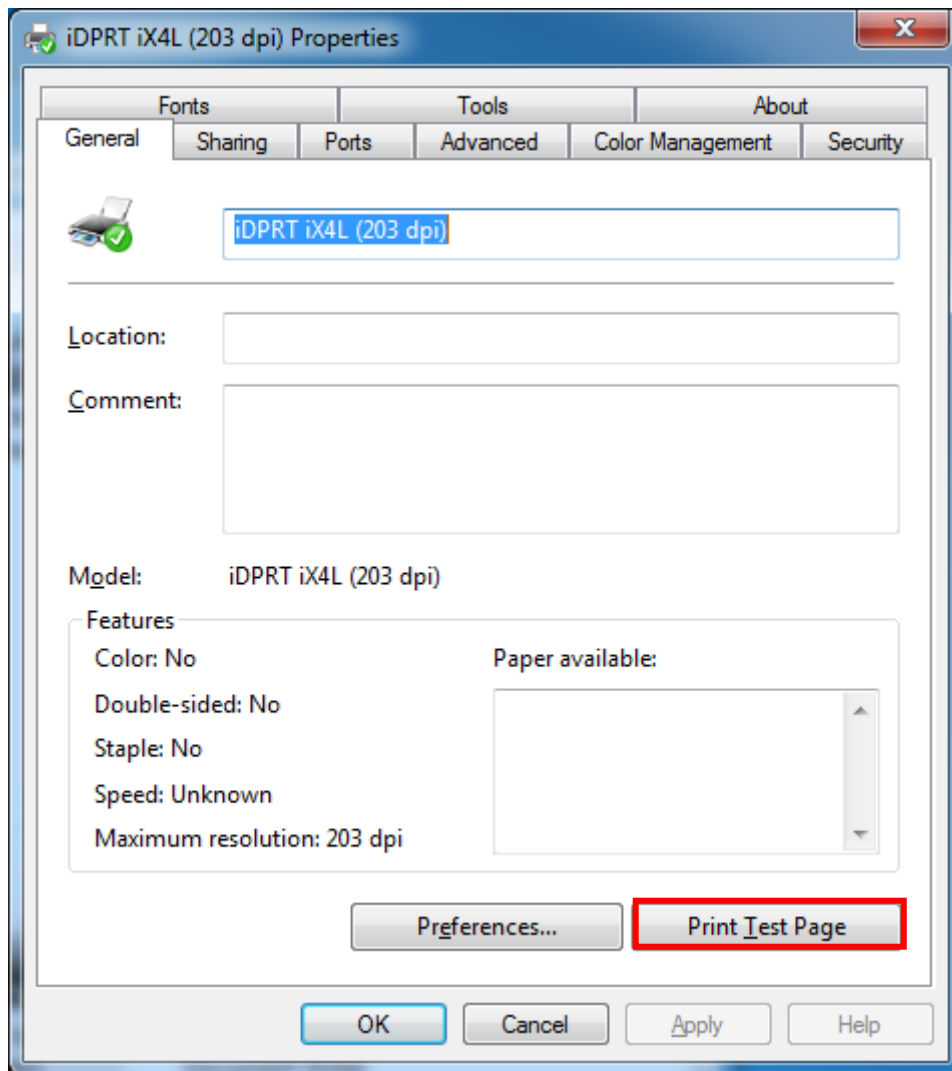 iDPRT iX4L (203 dpi) Properties
Fonts Tools About
General Sharing Ports Advanced Color Management Security
iDPRT iX4L (203 dpi)
Location:
Comment:
Model: iDPRT iX4L (203 dpi)
Features
Color: No Paper available:
Double-sided: No
Staple: No
Speed: Unknown
Maximum resolution: 203 dpi
Preferences... Print Test Page
OK Cancel Apply Help